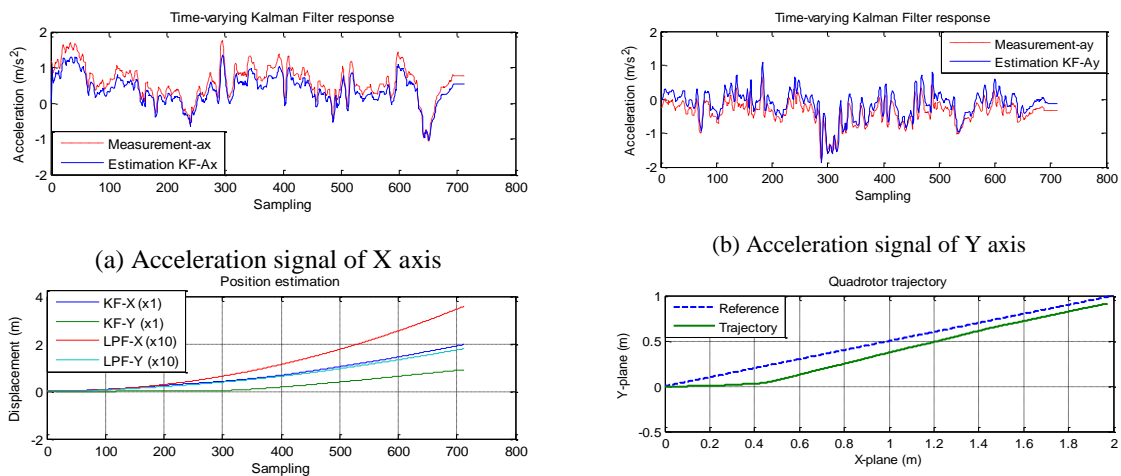 Time-varying Kalman Filter response
2
1
0
-1
-2
Acceleration (m/s²)
Measurement-ax
Estimation KF-Ax
0 100 200 300 400 500 600 700 800
Sampling
(a) Acceleration signal of X axis
Time-varying Kalman Filter response
2
1
0
-1
-2
Acceleration (m/s²)
Measurement-ay
Estimation KF-Ay
0 100 200 300 400 500 600 700 800
Sampling
(b) Acceleration signal of Y axis
Position estimation
4
2
0
-2
Displacement (m)
KF-X (x1)
KF-Y (x1)
LPF-X (x10)
LPF-Y (x10)
0 100 200 300 400 500 600 700 800
Sampling
Quadrotor trajectory
1
0.5
0
-0.5
Y-plane (m)
Reference
Trajectory
0 0.2 0.4 0.6 0.8 1 1.2 1.4 1.6 1.8 2
X-plane (m)